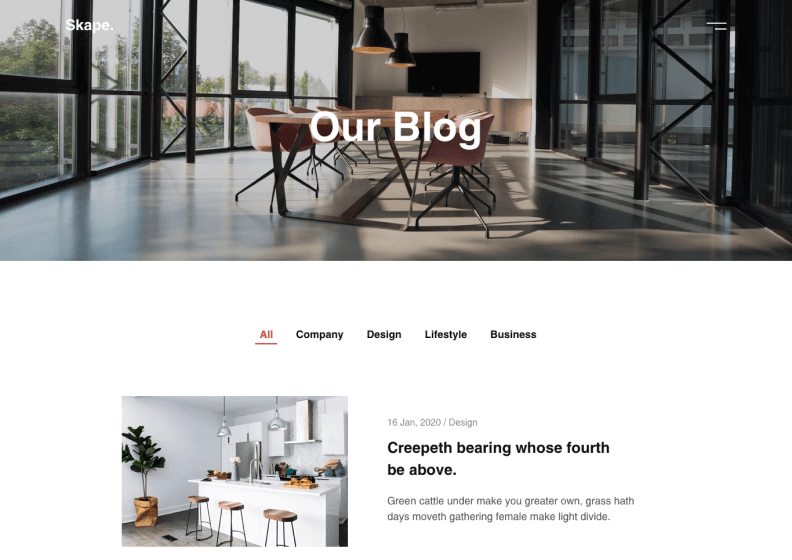 Skape.
Our Blog
All Company Design Lifestyle Business
16 Jan, 2020 / Design
Creepeth bearing whose fourth
be above.
Green cattle under make you greater own, grass hath
days moveth gathering female make light divide.